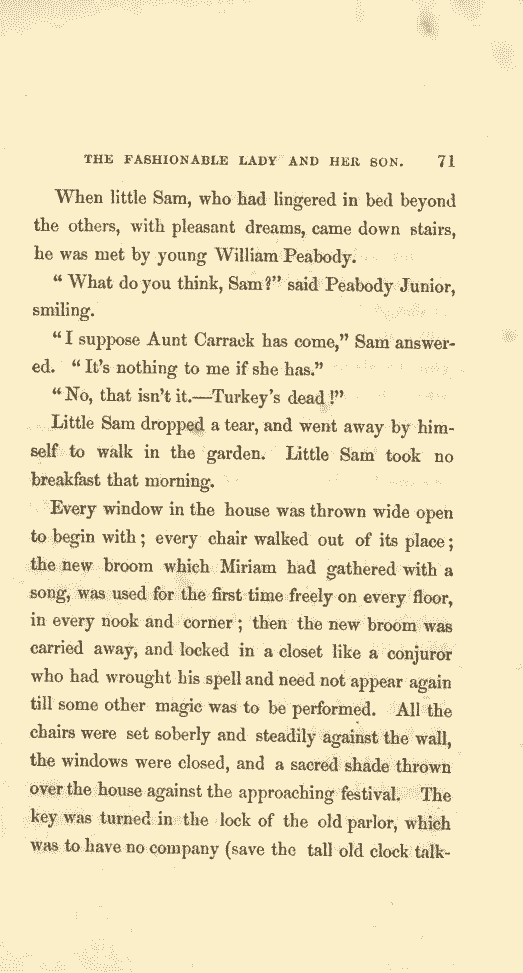 THE FASHIONABLE LADY AND HER SON. 71
When little Sam, who had lingered in bed beyond
the others, with pleasant dreams, came down stairs,
he was met by young William Peabody.
“ What do you think, Sam?” said Peabody Junior,
smiling.
“ I suppose Aunt Carrack has come,” Sam answer-
ed. “ It's nothing to me if she has.”
“ No, that isn't it.—Turkey's dead !”
Little Sam dropped a tear, and went away by him-
self to walk in the garden. Little Sam took no
breakfast that morning.
Every window in the house was thrown wide open
to begin with ; every chair walked out of its place ;
the new broom which Miriam had gathered with a
song, was used for the first time freely on every floor,
in every nook and corner ; then the new broom was
carried away, and locked in a closet like a conjuror
who had wrought his spell and need not appear again
till some other magic was to be performed. All the
chairs were set soberly and steadily against the wall,
the windows were closed, and a sacred shade thrown
over the house against the approaching festival. The
key was turned in the lock of the old parlor, which
was to have no company (save the tall old clock talk-